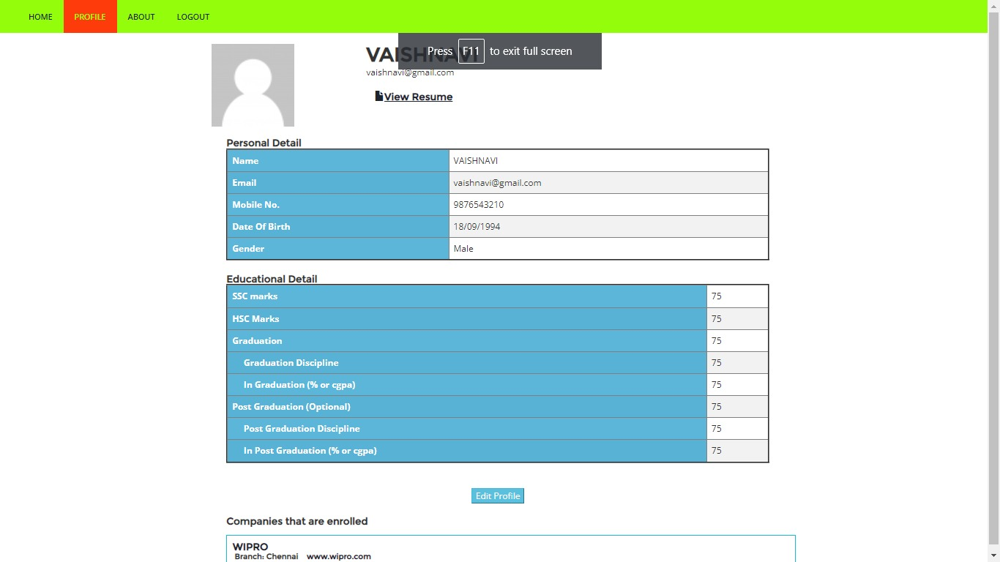 HOME PROFILE ABOUT LOGOUT
Press F11 to exit full screen
VAISHNAVI
vaishnavi@gmail.com
View Resume
Personal Detail
Name VAISHNAVI
Email vaishnavi@gmail.com
Mobile No. 9876543210
Date Of Birth 18/09/1994
Gender Male
Educational Detail
SSC marks 75
HSC Marks 75
Graduation 75
Graduation Discipline 75
In Graduation (% or cgpa) 75
Post Graduation (Optional) 75
Post Graduation Discipline 75
In Post Graduation (% or cgpa) 75
Edit Profile
Companies that are enrolled
WIPRO
Branch: Chennai www.wipro.com